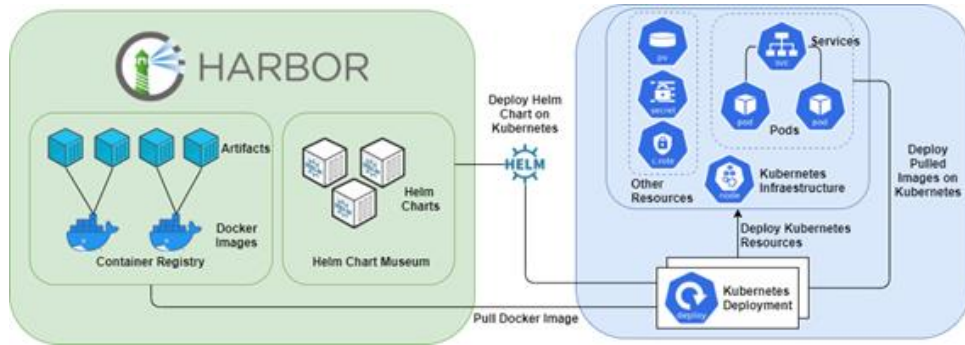 HARBOR
Artifacts
Docker
Images
Container Registry
Helm
Charts
Helm Chart Museum
Deploy Helm
Chart on
Kubernetes
HELM
Pull Docker Image
pv
secret
c.role
Other
Resources
Services
svc
pod
pod
Pods
node
Kubernetes
Infraestructure
Deploy Kubernetes
Resources
deploy
Kubernetes
Deployment
Deploy
Pulled
Images on
Kubernetes